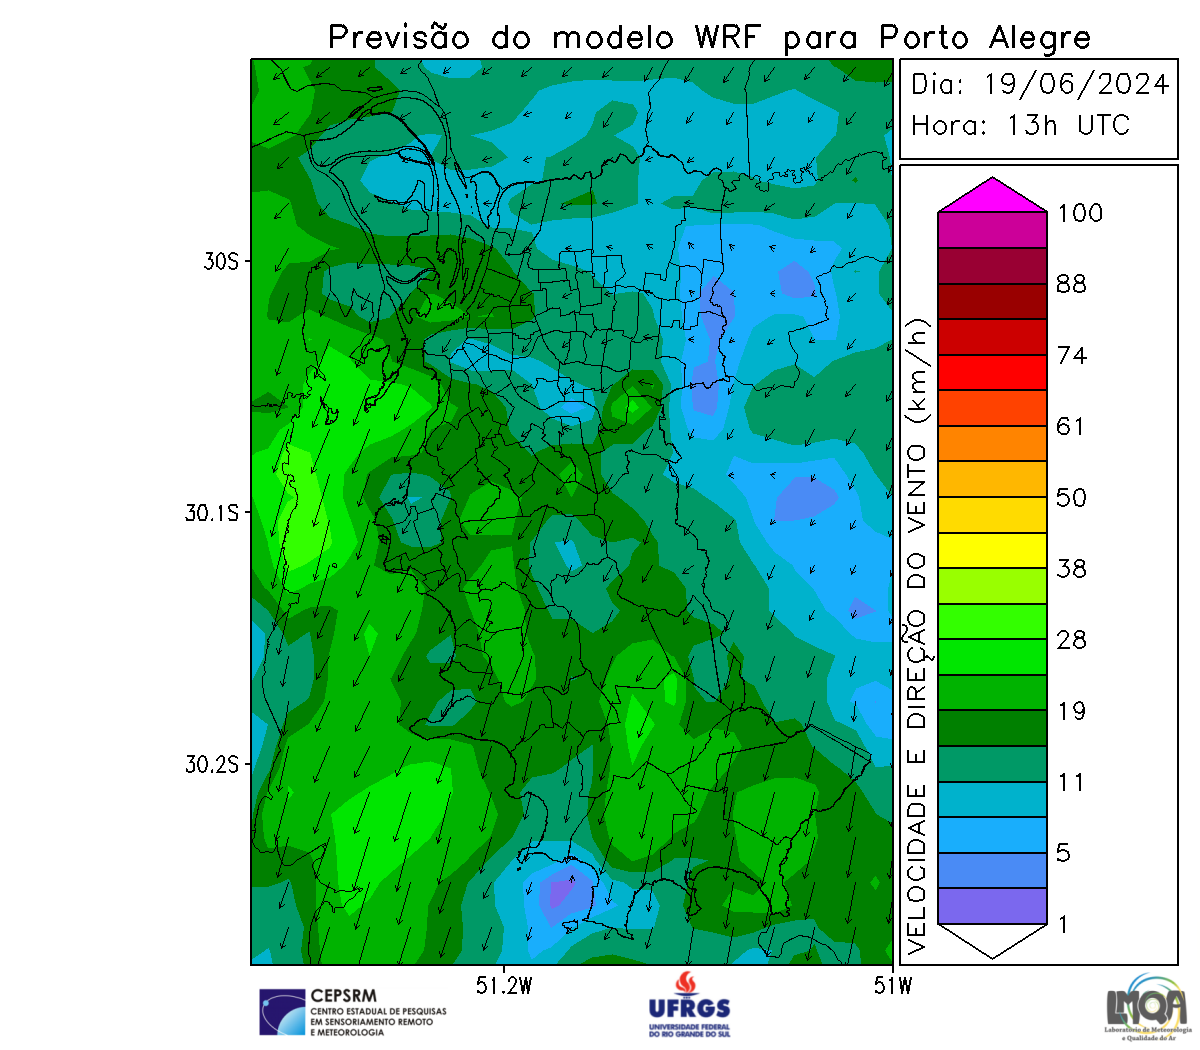 Previsão do modelo WRF para Porto Alegre
Dia: 19/06/2024
Hora: 13h UTC
100
88
74
61
50
38
28
19
11
5
1
VELOCIDADE E DIREÇÃO DO VENTO (km/h)
30S
30.1S
30.2S
51.2W
51W
CEPSRM
CENTRO ESTADUAL DE PESQUISAS
EM SENSORIAMENTO REMOTO
E METEOROLOGIA
UFRGS
UNIVERSIDADE FEDERAL
DO RIO GRANDE DO SUL
LMQA
Laboratório de Meteorologia
e Qualidade do Ar